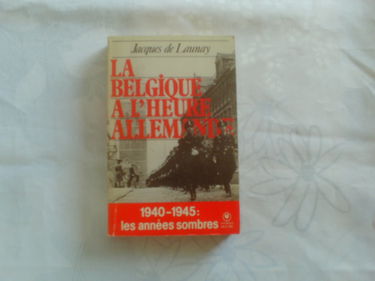 Jacques de Launay
LA
BELGIQUE
A L'HEURE
ALLEMANDE
1940-1945:
les années sombres